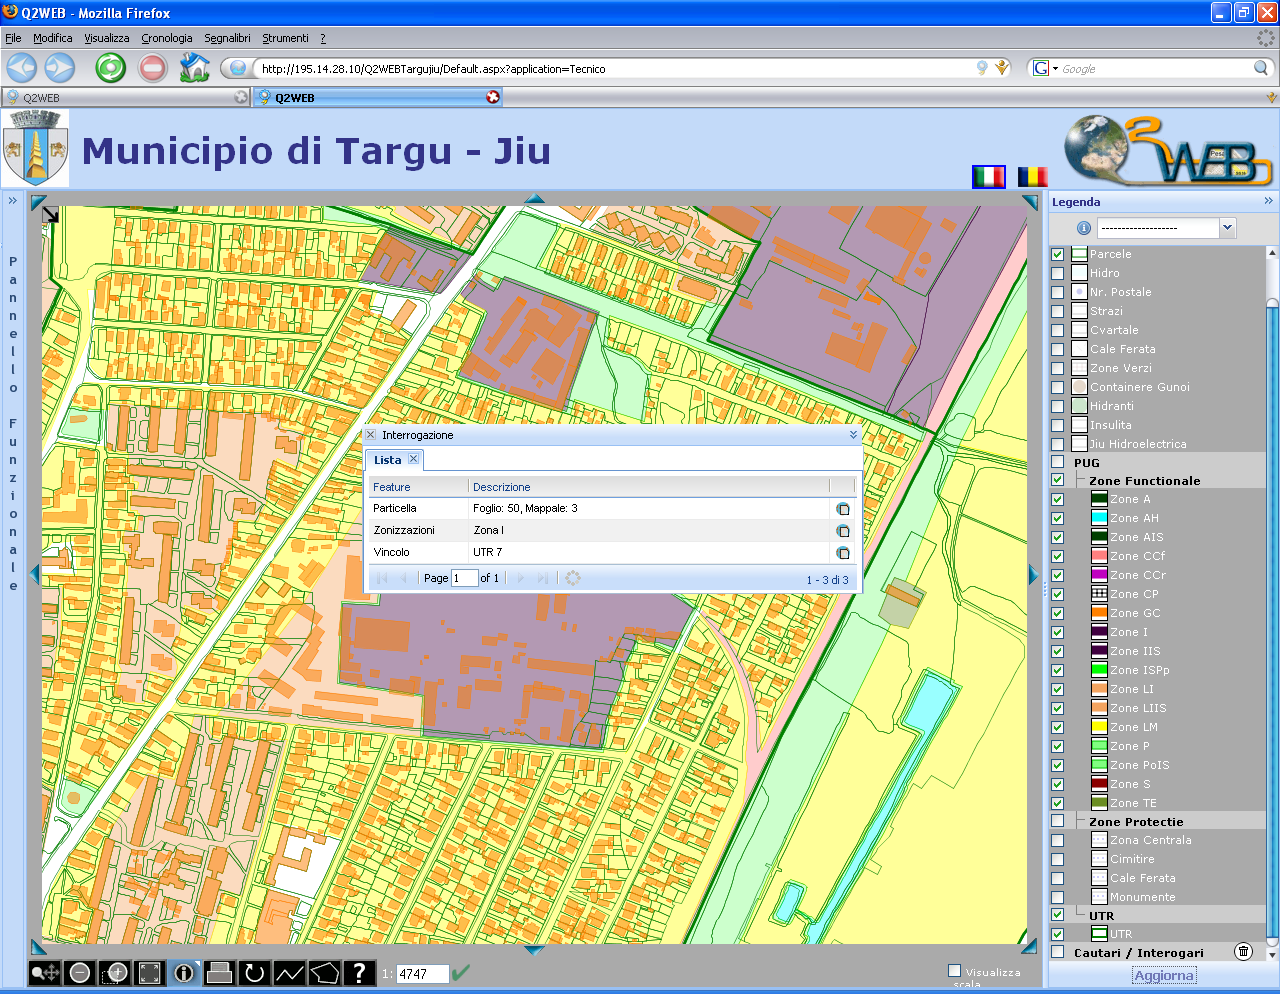 Q2WEB - Mozilla Firefox
File Modifica Visualizza Cronologia Segnalibri Strumenti ?
http://195.14.28.10/Q2WEBTargujiu/Default.aspx?application=Tecnico
Google
Q2WEB
Q2WEB
Municipio di Targu - Jiu
2WEB
Pannello Funzionale
Legenda
--------------------
Parcele
Hidro
Nr. Postale
Strazi
Cvartale
Cale Ferata
Zone Verzi
Containere Gunoi
Hidranti
Insulita
Jiu Hidroelectrica
PUG
Zone Functionale
Zone A
Zone AH
Zone AIS
Zone CCf
Zone CCr
Zone CP
Zone GC
Zone I
Zone IIS
Zone ISPp
Zone LI
Zone LIIS
Zone LM
Zone P
Zone PoIS
Zone S
Zone TE
Zone Protectie
Zona Centrala
Cimitire
Cale Ferata
Monumente
UTR
UTR
Cautari / Interogari
Aggiorna
Interrogazione
Lista
Feature Descrizione
Particella Foglio: 50, Mappale: 3
Zonizzazioni Zona I
Vincolo UTR 7
Page 1 of 1
1 - 3 di 3
1: 4747
Visualizza
scala